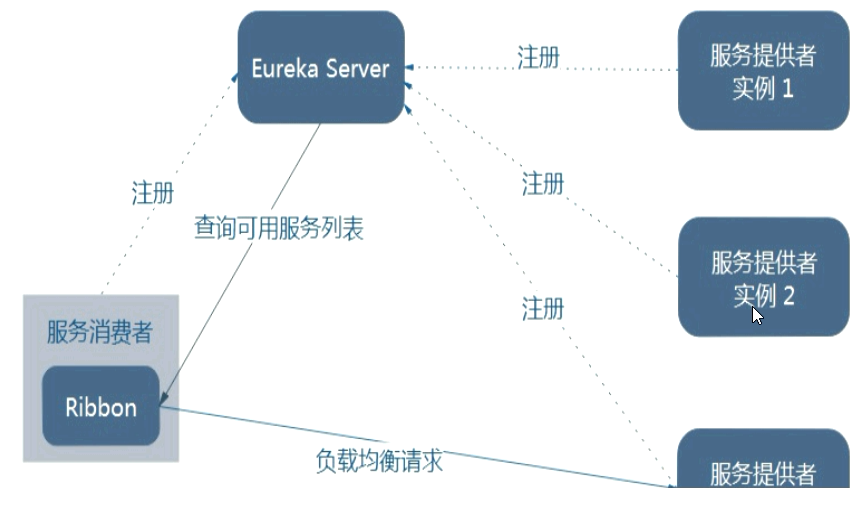 Eureka Server
注册
服务提供者
实例 1
注册
注册
查询可用服务列表
服务提供者
实例 2
注册
服务消费者
Ribbon
负载均衡请求
服务提供者